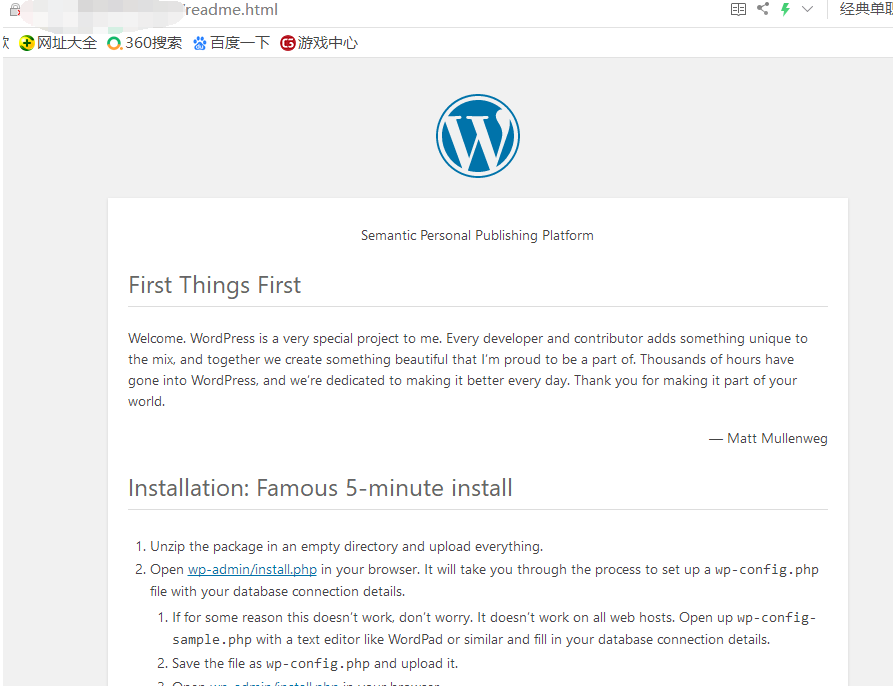 /readme.html
经典单
网址大全 360搜索 百度一下 游戏中心
Semantic Personal Publishing Platform
First Things First
Welcome. WordPress is a very special project to me. Every developer and contributor adds something unique to
the mix, and together we create something beautiful that I’m proud to be a part of. Thousands of hours have
gone into WordPress, and we’re dedicated to making it better every day. Thank you for making it part of your
world.
— Matt Mullenweg
Installation: Famous 5-minute install
1. Unzip the package in an empty directory and upload everything.
2. Open wp-admin/install.php in your browser. It will take you through the process to set up a wp-config.php
file with your database connection details.
1. If for some reason this doesn’t work, don’t worry. It doesn’t work on all web hosts. Open up wp-config-
sample.php with a text editor like WordPad or similar and fill in your database connection details.
2. Save the file as wp-config.php and upload it.
3. Open wp-admin/install.php in your browser.